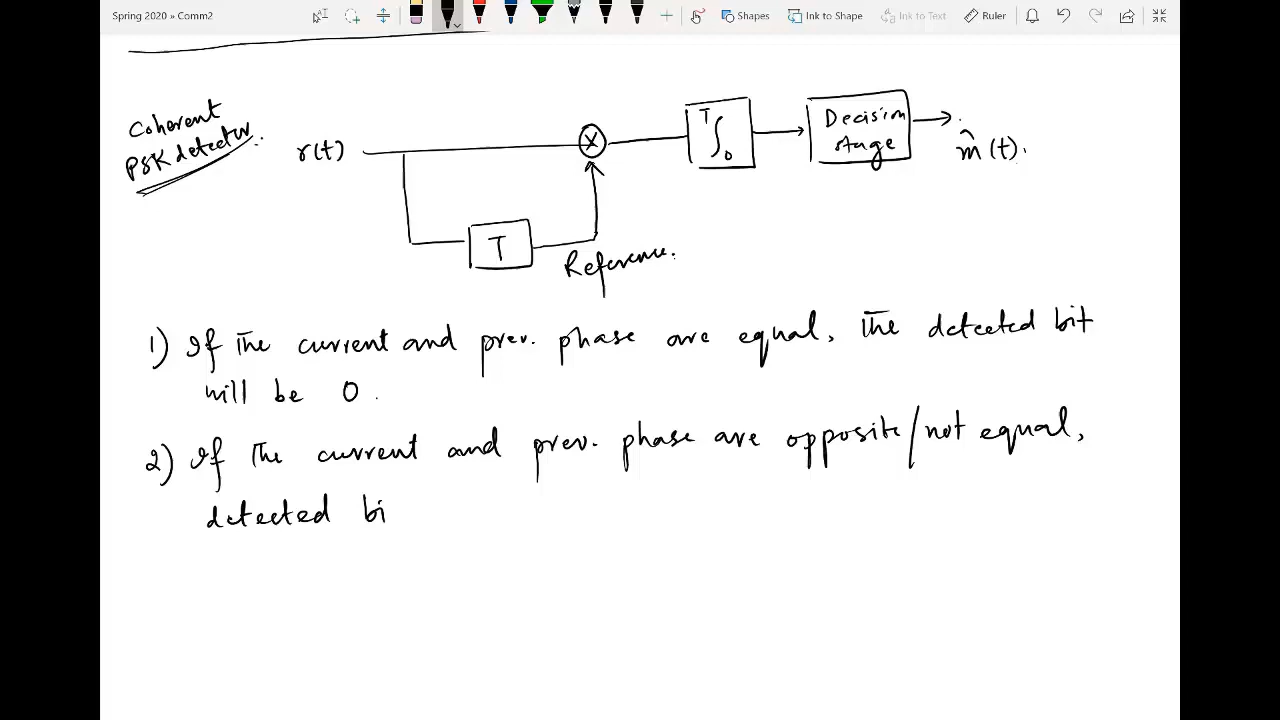 Spring 2020 » Comm2
Shapes
Ink to Shape
Ink to Text
Ruler
Coherent
PSK detector.
r(t)
X
T
∫
0
Decision
stage
m̂(t).
T
Reference.
1) If the current and prev. phase are equal, the detected bit
will be 0.
2) If the current and prev. phase are opposite/not equal,
detected bi